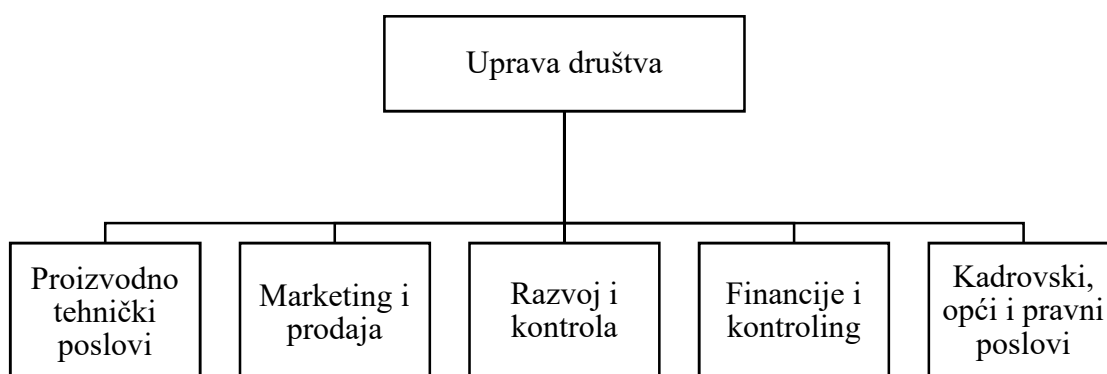 Uprava društva
Proizvodno
tehnički
poslovi
Marketing i
prodaja
Razvoj i
kontrola
Financije i
kontroling
Kadrovski,
opći i pravni
poslovi